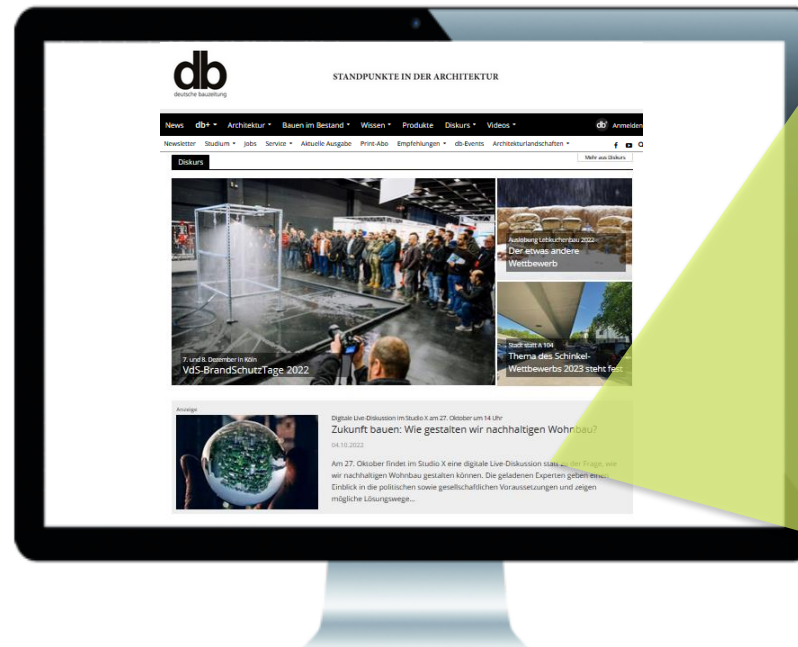 db
deutsche bauzeitung
STANDPUNKTE IN DER ARCHITEKTUR
News db+ Architektur Bauen im Bestand Wissen Produkte Diskurs Videos db Anmelden
Newsletter Studium Jobs Service Aktuelle Ausgabe Print-Abo Empfehlungen db-Events Architekturlandschaften
Diskurs
Mehr aus Diskurs
7. und 8. Dezember in Köln
VdS-BrandSchutzTage 2022
Auslobung Lebkuchenbau 2022
Der etwas andere
Wettbewerb
Stadt statt A 104
Thema des Schinkel-
Wettbewerbs 2023 steht fest
Anzeige
Digitale Live-Diskussion im Studio X am 27. Oktober um 14 Uhr
Zukunft bauen: Wie gestalten wir nachhaltigen Wohnbau?
04.10.2022
Am 27. Oktober findet im Studio X eine digitale Live-Diskussion statt zu der Frage, wie
wir nachhaltigen Wohnbau gestalten können. Die geladenen Experten geben einen
Einblick in die politischen sowie gesellschaftlichen Voraussetzungen und zeigen
mögliche Lösungswege...